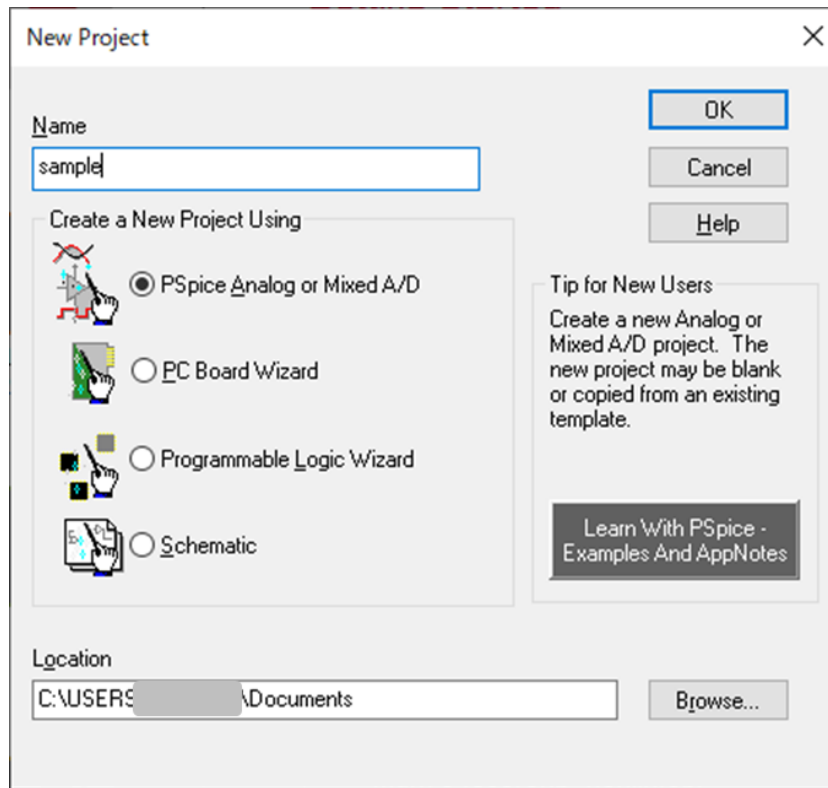 New Project
Name
sample
OK
Cancel
Help
Create a New Project Using
PSpice Analog or Mixed A/D
PC Board Wizard
Programmable Logic Wizard
Schematic
Tip for New Users
Create a new Analog or
Mixed A/D project. The
new project may be blank
or copied from an existing
template.
Learn With PSpice -
Examples And AppNotes
Location
C:\USERS \Documents
Browse...